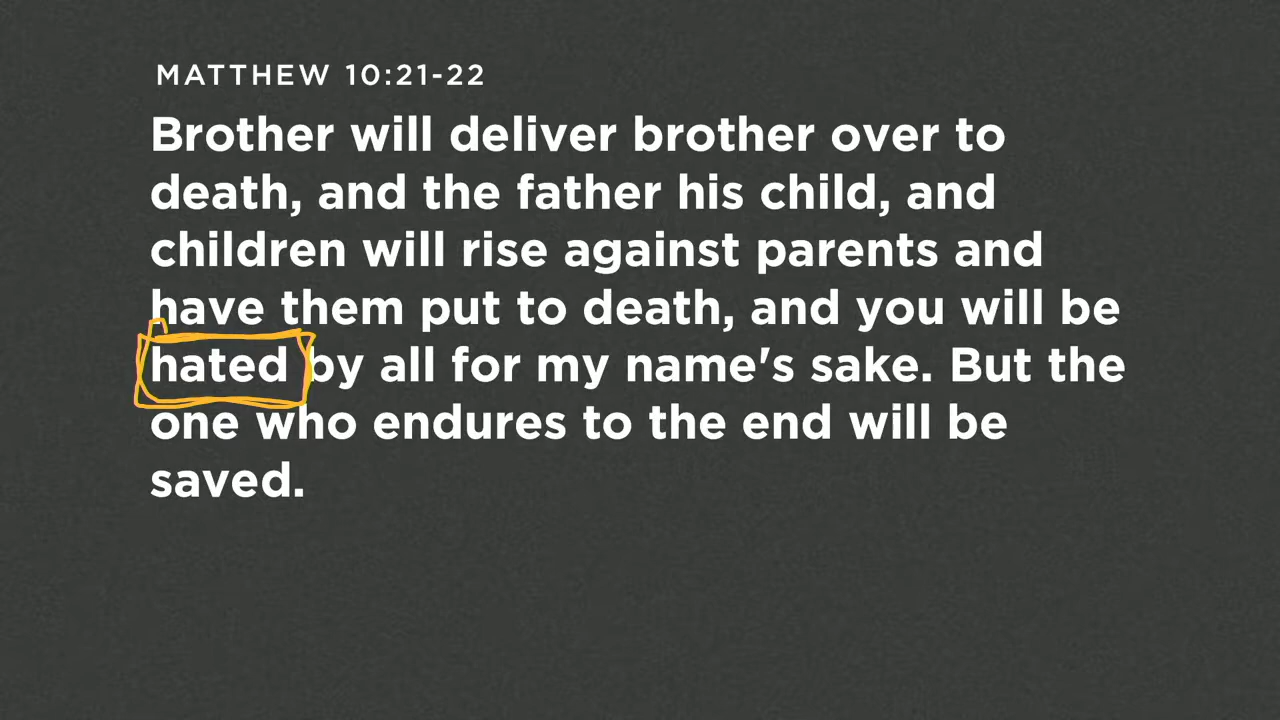 MATTHEW 10:21-22
Brother will deliver brother over to
death, and the father his child, and
children will rise against parents and
have them put to death, and you will be
hated by all for my name's sake. But the
one who endures to the end will be
saved.